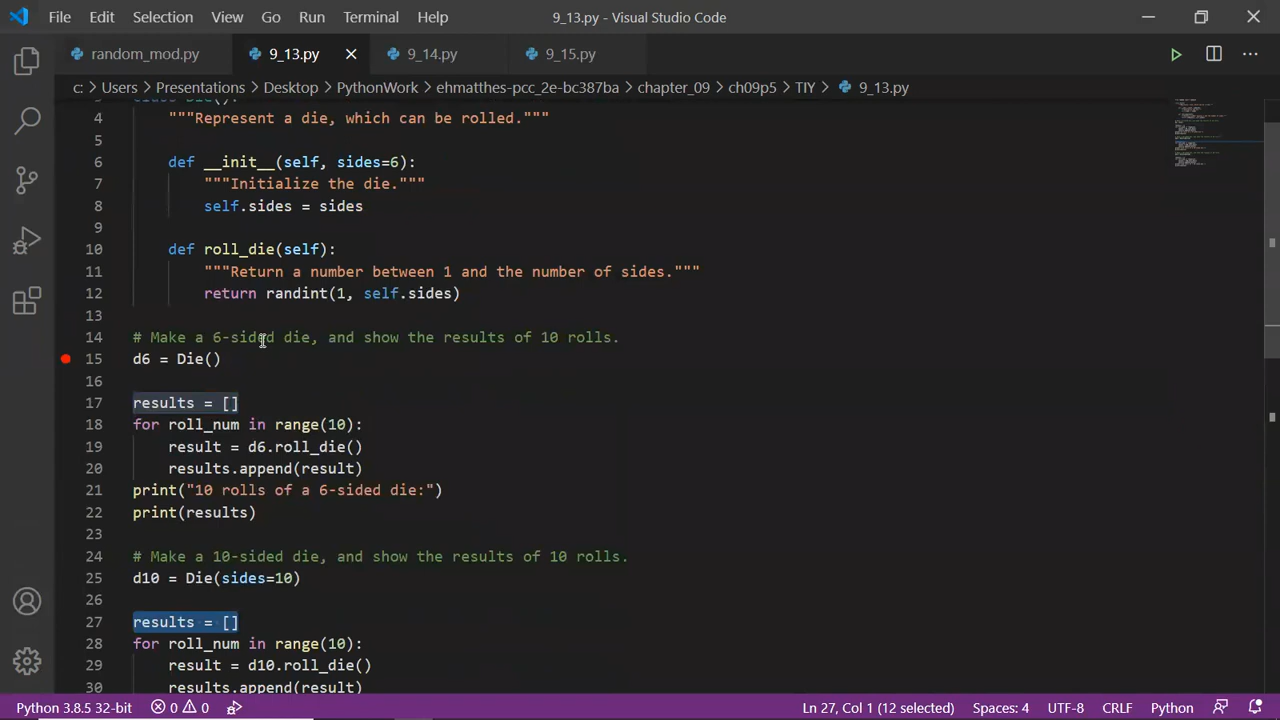 File Edit Selection View Go Run Terminal Help 9_13.py - Visual Studio Code
random_mod.py 9_13.py 9_14.py 9_15.py
c: > Users > Presentations > Desktop > PythonWork > ehmatthes-pcc_2e-bc387ba > chapter_09 > ch09p5 > TIY > 9_13.py
3 class Die():
4 """Represent a die, which can be rolled."""
5
6 def __init__(self, sides=6):
7 """Initialize the die."""
8 self.sides = sides
9
10 def roll_die(self):
11 """Return a number between 1 and the number of sides."""
12 return randint(1, self.sides)
13
14 # Make a 6-sided die, and show the results of 10 rolls.
15 d6 = Die()
16
17 results = []
18 for roll_num in range(10):
19 result = d6.roll_die()
20 results.append(result)
21 print("10 rolls of a 6-sided die:")
22 print(results)
23
24 # Make a 10-sided die, and show the results of 10 rolls.
25 d10 = Die(sides=10)
26
27 results = []
28 for roll_num in range(10):
29 result = d10.roll_die()
30 results.append(result)
Python 3.8.5 32-bit 0 0 Ln 27, Col 1 (12 selected) Spaces: 4 UTF-8 CRLF Python